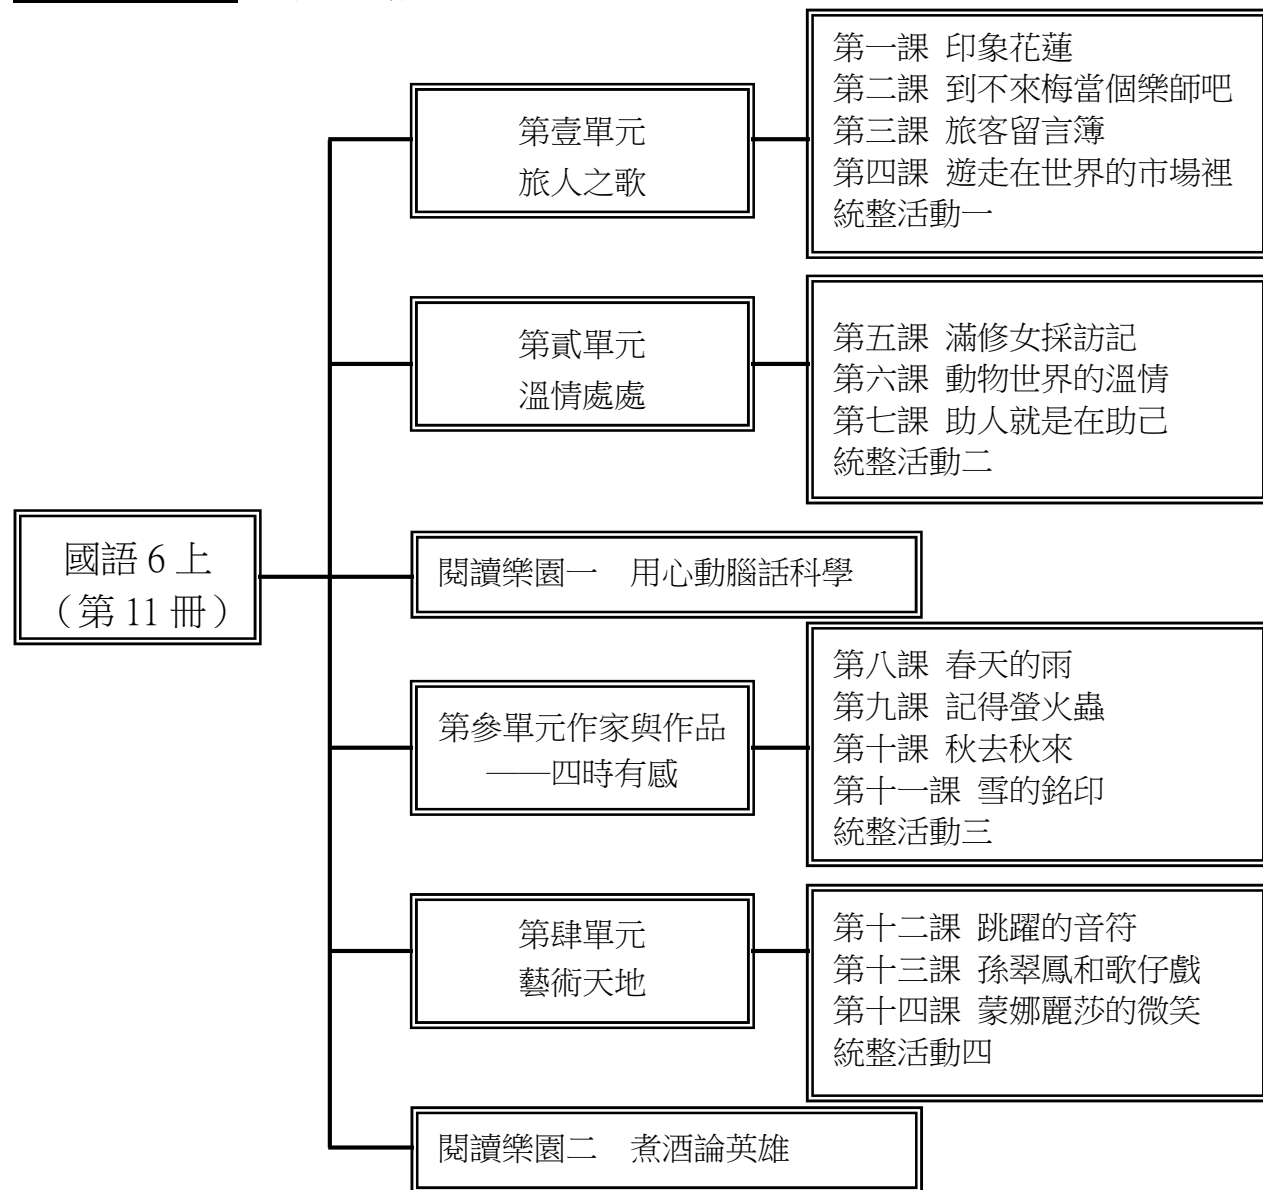 國語 6 上
（第 11 冊）
第壹單元
旅人之歌
第一課 印象花蓮
第二課 到不來梅當個樂師吧
第三課 旅客留言簿
第四課 遊走在世界的市場裡
統整活動一
第貳單元
溫情處處
第五課 滿修女採訪記
第六課 動物世界的溫情
第七課 助人就是在助己
統整活動二
閱讀樂園一　用心動腦話科學
第參單元作家與作品
——四時有感
第八課 春天的雨
第九課 記得螢火蟲
第十課 秋去秋來
第十一課 雪的銘印
統整活動三
第肆單元
藝術天地
第十二課 跳躍的音符
第十三課 孫翠鳳和歌仔戲
第十四課 蒙娜麗莎的微笑
統整活動四
閱讀樂園二　煮酒論英雄